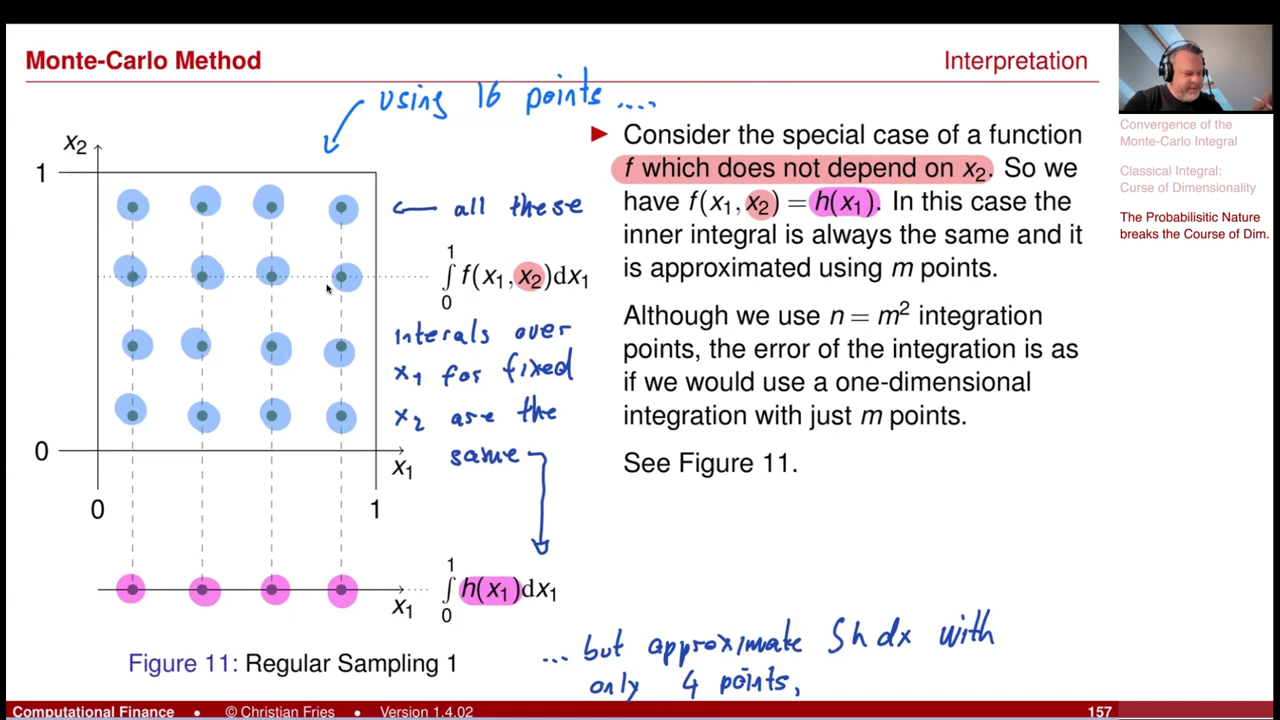 Monte-Carlo Method
Interpretation
using 16 points ....
x2
1
0
x1
0
1
← all these
1
∫ f(x1, x2)dx1
0
interals over
x1 for fixed
x2 are the
same
1
∫ h(x1)dx1
0
x1
Figure 11: Regular Sampling 1
... but approximate ∫ h dx with
only 4 points,
► Consider the special case of a function
f which does not depend on x2. So we
have f(x1, x2) = h(x1). In this case the
inner integral is always the same and it
is approximated using m points.
Although we use n = m² integration
points, the error of the integration is as
if we would use a one-dimensional
integration with just m points.
See Figure 11.
Convergence of the
Monte-Carlo Integral
Classical Integral:
Curse of Dimensionality
The Probabilisitic Nature
breaks the Course of Dim.
Computational Finance • © Christian Fries • Version 1.4.02
157